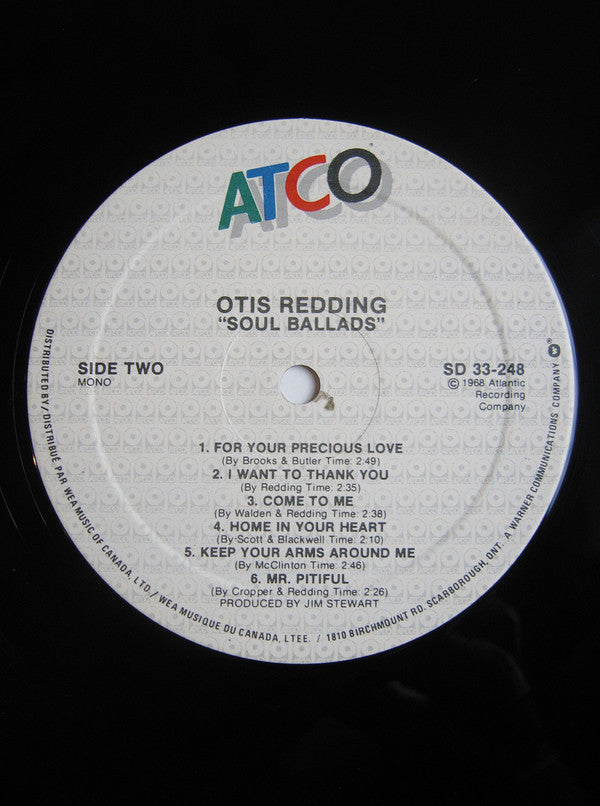 ATCO
OTIS REDDING
"SOUL BALLADS"
SIDE TWO
MONO
SD 33-248
© 1968 Atlantic
Recording
Company
1. FOR YOUR PRECIOUS LOVE
(By Brooks & Butler Time: 2:49)
2. I WANT TO THANK YOU
(By Redding Time: 2:35)
3. COME TO ME
(By Walden & Redding Time: 2:38)
4. HOME IN YOUR HEART
(By Scott & Blackwell Time: 2:10)
5. KEEP YOUR ARMS AROUND ME
(By McClinton Time: 2:46)
6. MR. PITIFUL
(By Cropper & Redding Time: 2:26)
PRODUCED BY JIM STEWART
DISTRIBUTED BY / DISTRIBUÉ PAR WEA MUSIC OF CANADA, LTD. / WEA MUSIQUE DU CANADA, LTEE. / 1810 BIRCHMOUNT RD. SCARBOROUGH, ONT. A WARNER COMMUNICATIONS COMPANY